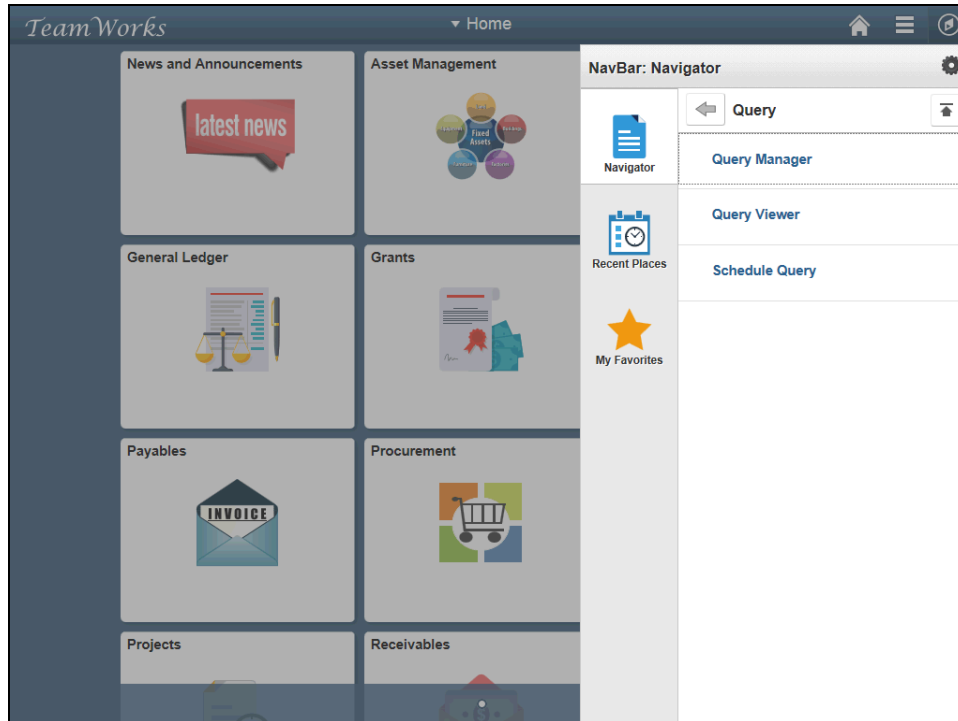 TeamWorks
Home
News and Announcements
latest news
Asset Management
Fixed
Assets
General Ledger
Grants
Payables
INVOICE
Procurement
Projects
Receivables
NavBar: Navigator
Navigator
Recent Places
My Favorites
Query
Query Manager
Query Viewer
Schedule Query